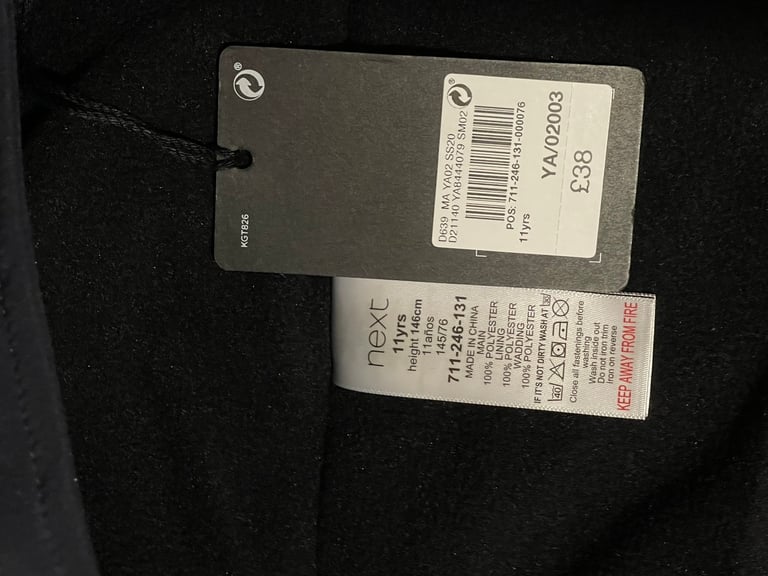 ®
KGT826
®
D639 MA YA02 SS20
D21140 YA8444079 SM02
POS: 711-246-131-000076
11yrs
YA/02003
£38
next
11yrs
height 146cm
11años
145/76
711-246-131
MADE IN CHINA
MAIN
100% POLYESTER
LINING
100% POLYESTER
WADDING
100% POLYESTER
IF IT'S NOT DIRTY WASH AT 30
40
Close all fastenings before
washing
Wash inside out
Do not iron trim
Iron on reverse
KEEP AWAY FROM FIRE